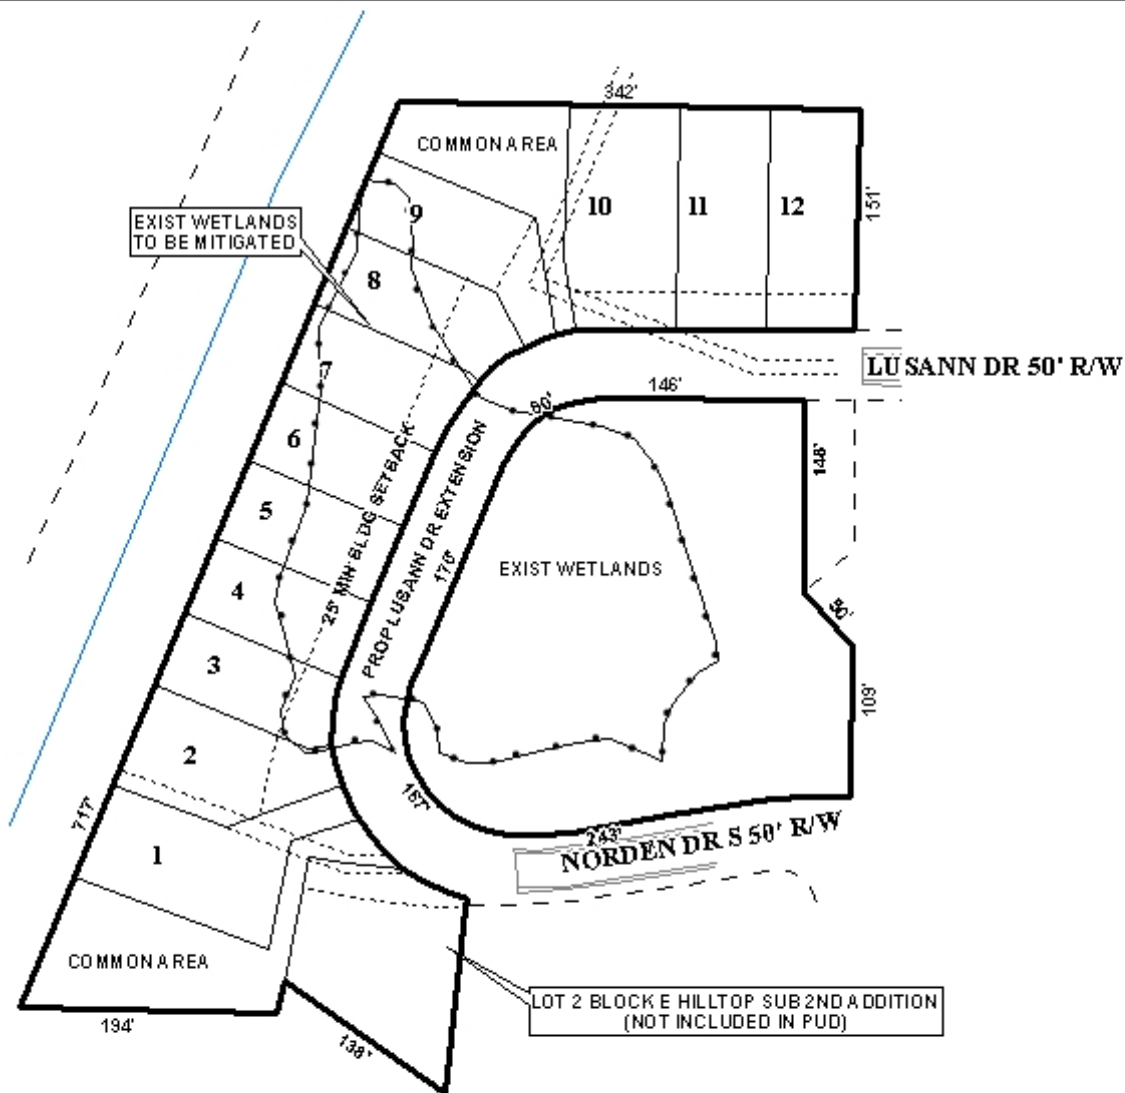 342'
COMMON AREA
151'
9
10
11
12
EXIST WETLANDS
TO BE MITIGATED
8
7
LUSANN DR 50' R/W
146'
80'
6
148'
25' MIN BLDG SETBACK
PROP LUSANN DR EXTENSION
176'
5
EXIST WETLANDS
4
50'
3
109'
2
717'
167'
243'
NORDEN DR S 50' R/W
1
COMMON AREA
LOT 2 BLOCK E HILLTOP SUB 2ND ADDITION
(NOT INCLUDED IN PUD)
194'
138'